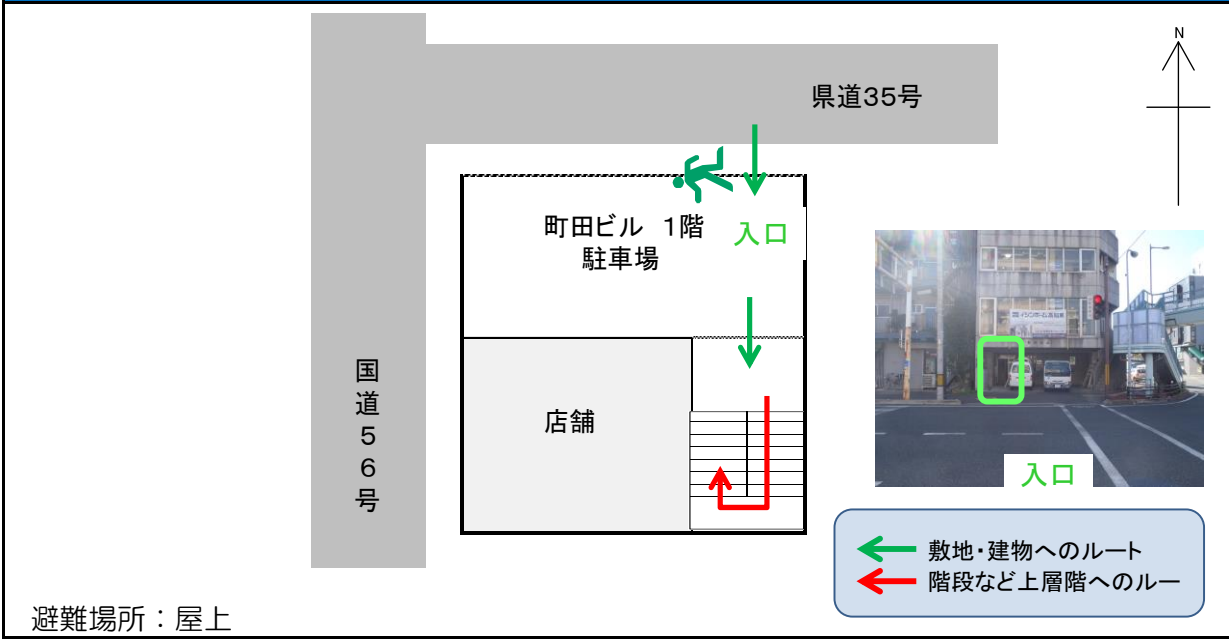 県道35号
N
町田ビル 1階
駐車場
入口
国道56号
店舗
入口
敷地・建物へのルート
階段など上層階へのルー
避難場所：屋上